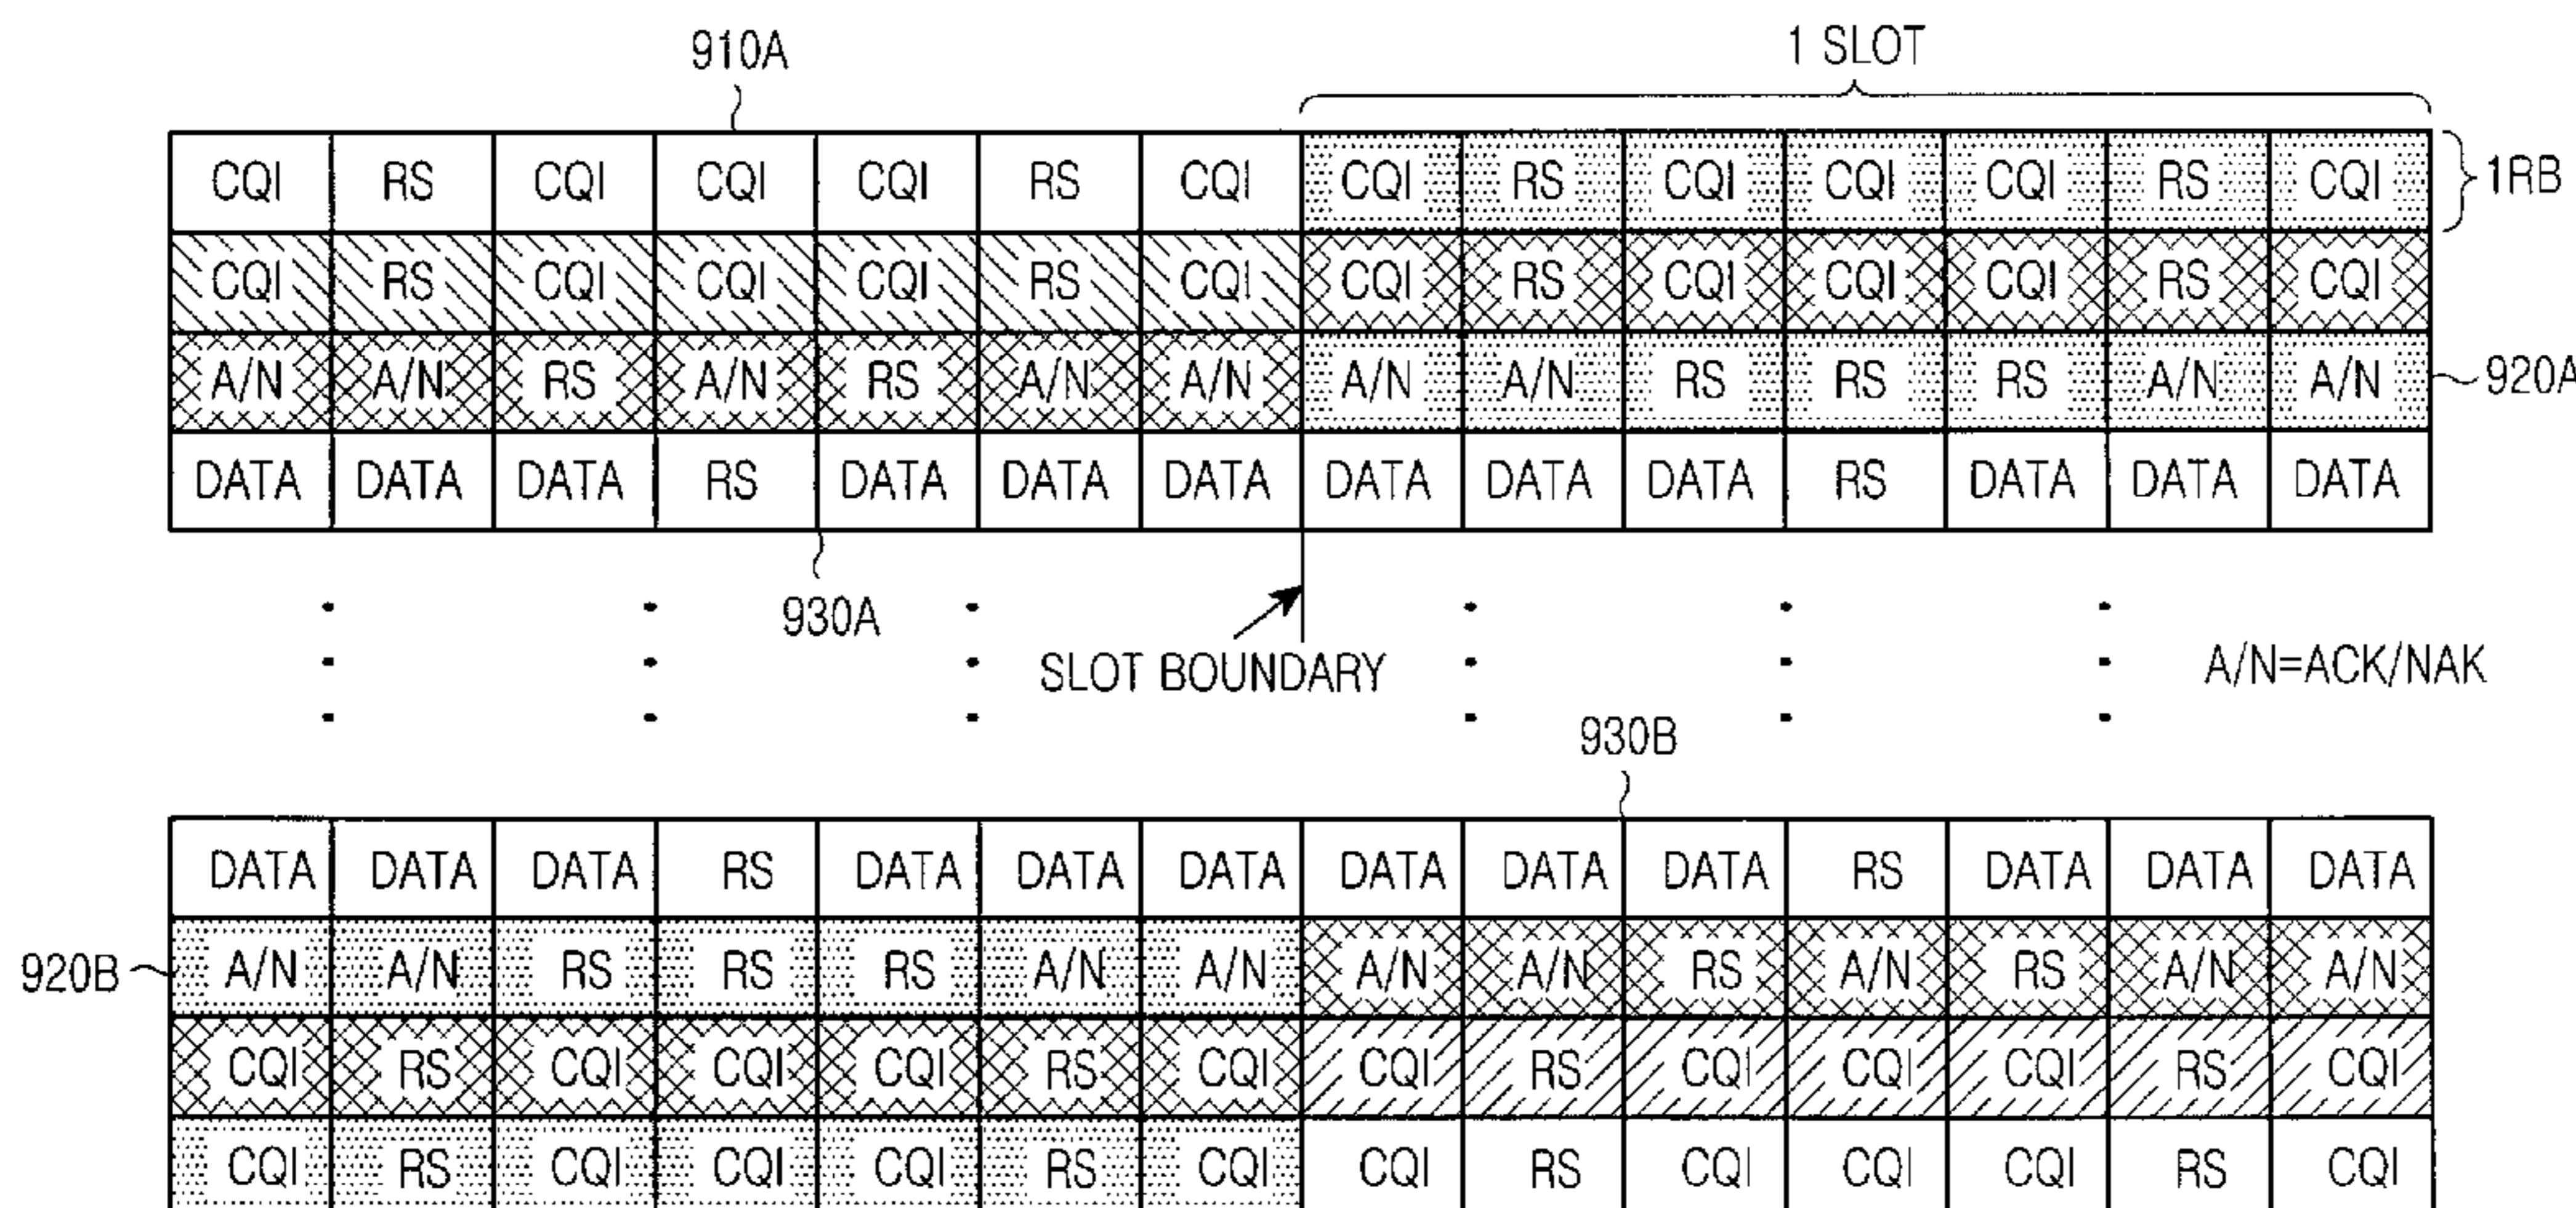 910A
1 SLOT
CQI RS CQI CQI CQI RS CQI CQI RS CQI CQI CQI RS CQI
1RB
CQI RS CQI CQI CQI RS CQI CQI RS CQI CQI CQI RS CQI
A/N A/N RS A/N RS A/N A/N A/N A/N RS RS RS A/N A/N
920A
DATA DATA DATA RS DATA DATA DATA DATA DATA DATA RS DATA DATA DATA
930A
SLOT BOUNDARY
A/N=ACK/NAK
930B
DATA DATA DATA RS DATA DATA DATA DATA DATA DATA RS DATA DATA DATA
920B
A/N A/N RS RS RS A/N A/N A/N A/N RS A/N RS A/N A/N
CQI RS CQI CQI CQI RS CQI CQI RS CQI CQI CQI RS CQI
CQI RS CQI CQI CQI RS CQI CQI RS CQI CQI CQI RS CQI